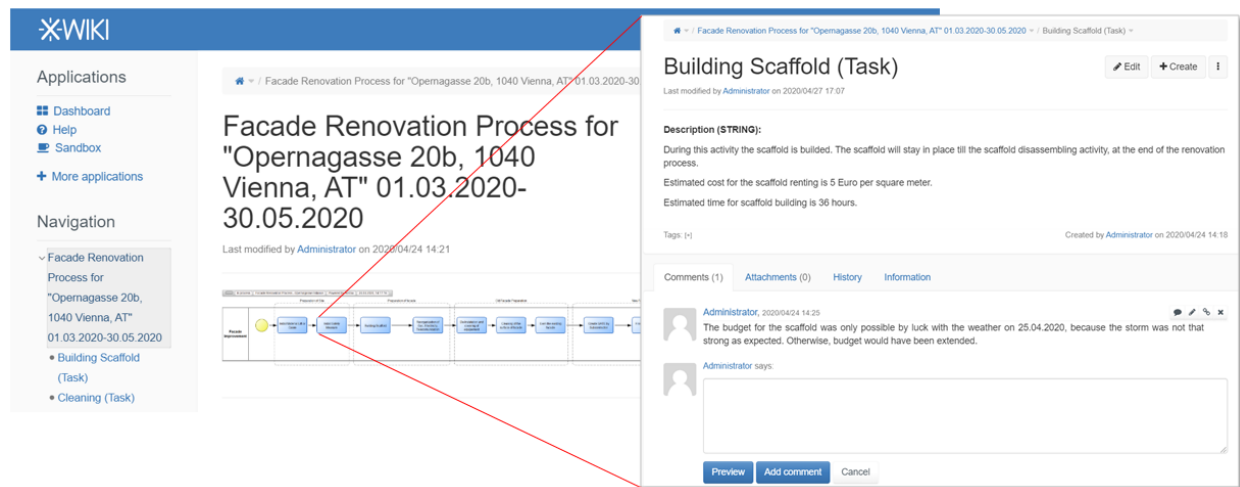 XWIKI
Applications
Dashboard
Help
Sandbox
More applications
Navigation
Facade Renovation
Process for
"Opernagasse 20b,
1040 Vienna, AT"
01.03.2020-30.05.2020
Building Scaffold
(Task)
Cleaning (Task)
/ Facade Renovation Process for "Opernagasse 20b, 1040 Vienna, AT" 01.03.2020-30
Facade Renovation Process for
"Opernagasse 20b, 1040
Vienna, AT" 01.03.2020-
30.05.2020
Last modified by Administrator on 2020/04/24 14:21
/ Facade Renovation Process for "Opernagasse 20b, 1040 Vienna, AT" 01.03.2020-30.05.2020 / Building Scaffold (Task)
Building Scaffold (Task)
Edit
Create
Last modified by Administrator on 2020/04/27 17:07
Description (STRING):
During this activity the scaffold is builded. The scaffold will stay in place till the scaffold disassembling activity, at the end of the renovation
process.
Estimated cost for the scaffold renting is 5 Euro per square meter.
Estimated time for scaffold building is 36 hours.
Tags: [+]
Created by Administrator on 2020/04/24 14:18
Comments (1)
Attachments (0)
History
Information
Administrator, 2020/04/24 14:25
The budget for the scaffold was only possible by luck with the weather on 25.04.2020, because the storm was not that
strong as expected. Otherwise, budget would have been extended.
Administrator says:
Preview
Add comment
Cancel